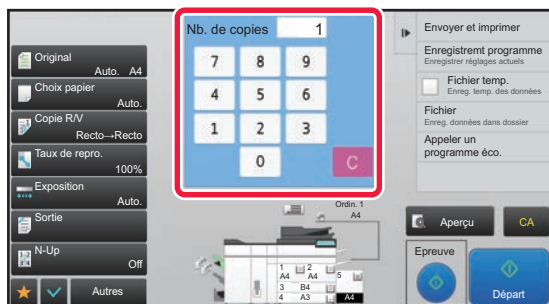 Original
Auto. A4
Choix papier
Auto.
Copie R/V
Recto→Recto
Taux de repro.
100%
Exposition
Auto.
Sortie
N-Up
Off
Autres
Nb. de copies 1
7 8 9
4 5 6
1 2 3
0 C
Ordin. 1
A4
1 2
A4 A4 5
3 B4
4 A3 A4
Envoyer et imprimer
Enregistremt programme
Enregistrer réglages actuels
Fichier temp.
Enreg. temp. des données
Fichier
Enreg. données dans dossier
Appeler un
programme éco.
Aperçu CA
Epreuve
Départ